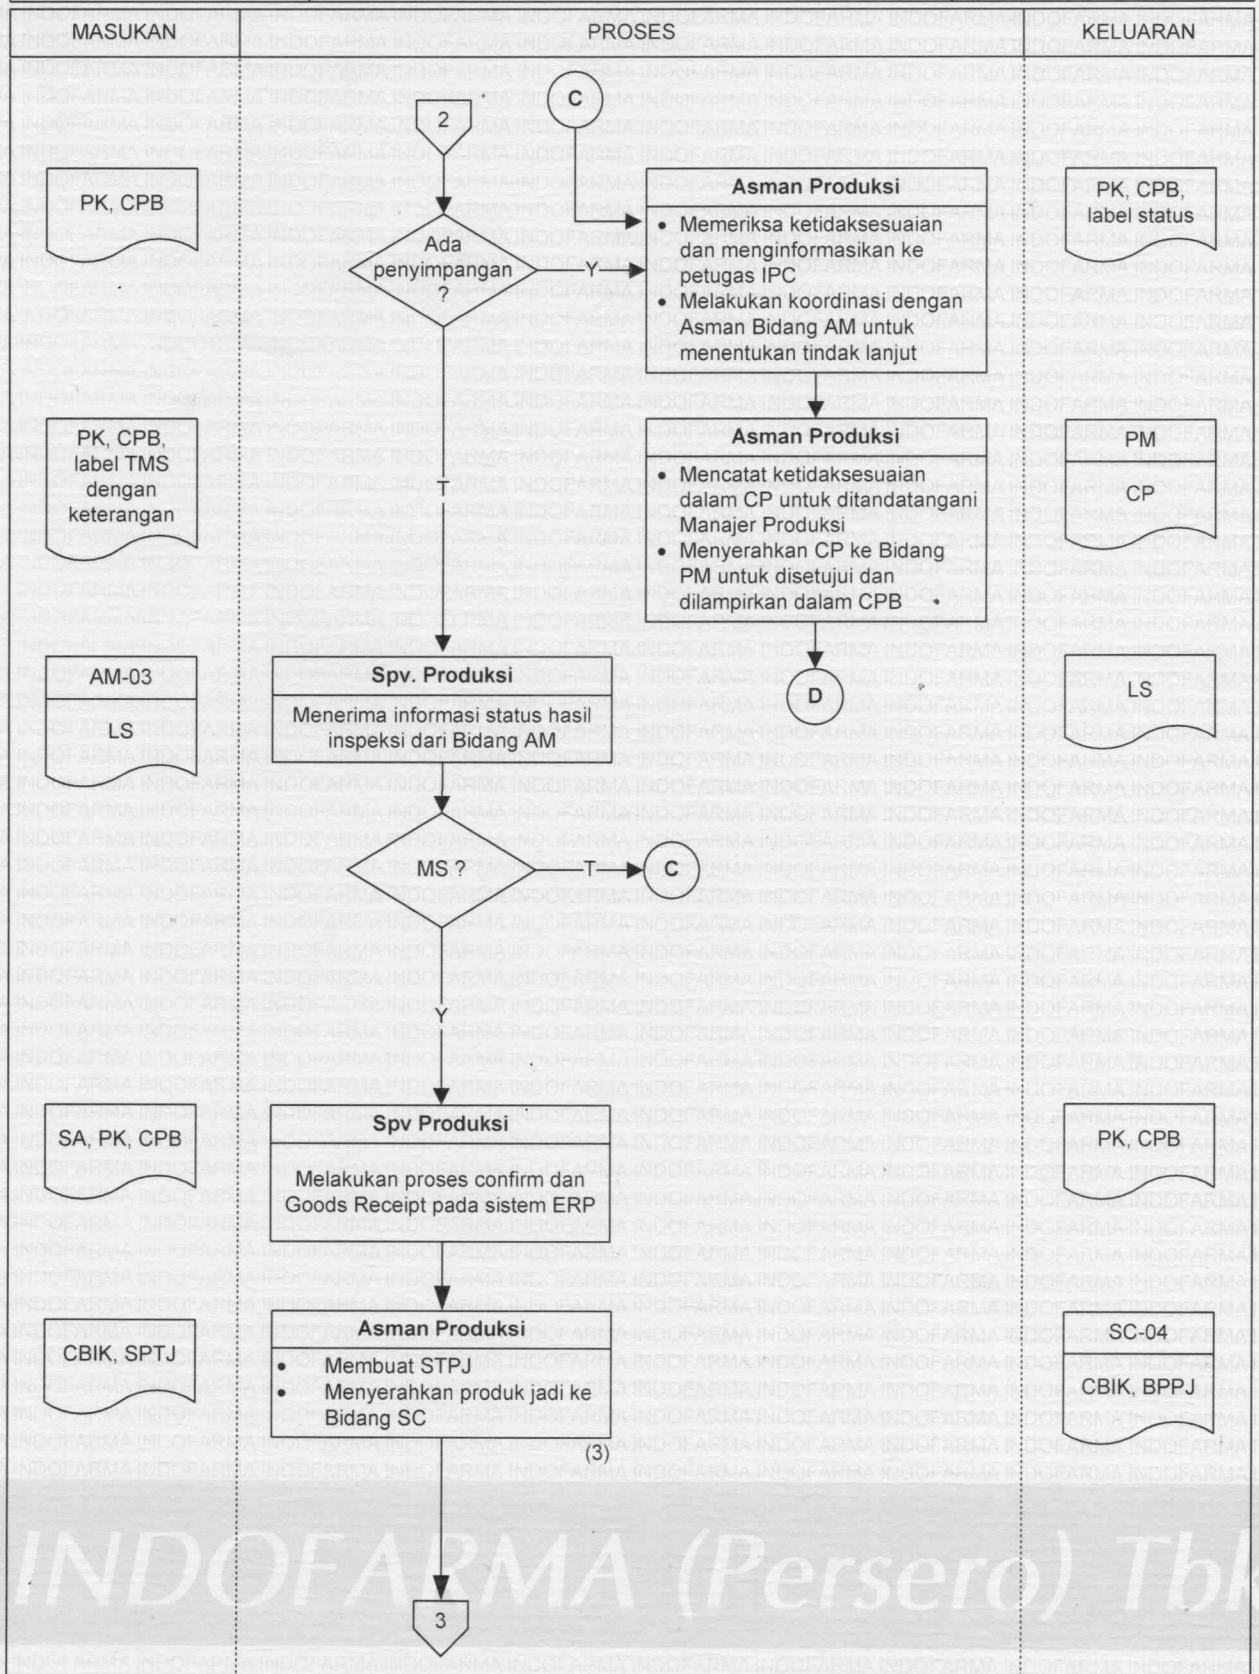 MASUKAN
PROSES
KELUARAN
2
C
PK, CPB
Ada
penyimpangan
?
Y
Asman Produksi
• Memeriksa ketidaksesuaian
dan menginformasikan ke
petugas IPC
• Melakukan koordinasi dengan
Asman Bidang AM untuk
menentukan tindak lanjut
PK, CPB,
label status
PK, CPB,
label TMS
dengan
keterangan
T
Asman Produksi
• Mencatat ketidaksesuaian
dalam CP untuk ditandatangani
Manajer Produksi
• Menyerahkan CP ke Bidang
PM untuk disetujui dan
dilampirkan dalam CPB
PM
CP
D
AM-03
LS
Spv. Produksi
Menerima informasi status hasil
inspeksi dari Bidang AM
LS
MS ?
T
C
Y
SA, PK, CPB
Spv Produksi
Melakukan proses confirm dan
Goods Receipt pada sistem ERP
PK, CPB
CBIK, SPTJ
Asman Produksi
• Membuat STPJ
• Menyerahkan produk jadi ke
Bidang SC
(3)
SC-04
CBIK, BPPJ
INDOFARMA (Persero) Tbk
3